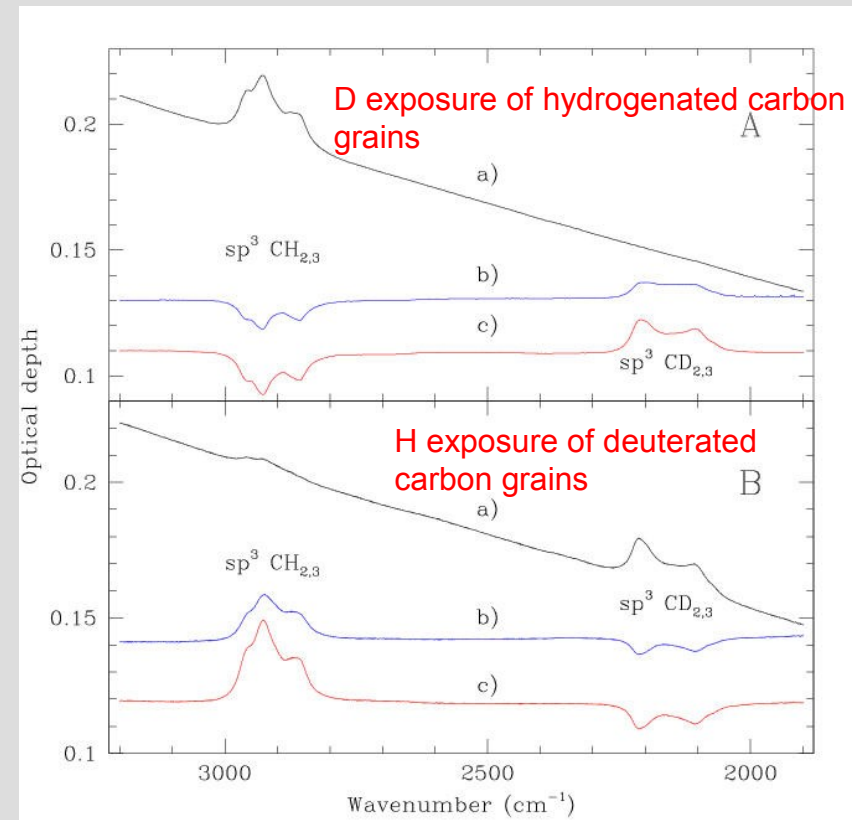 D exposure of hydrogenated carbon
grains
A
0.2
a)
0.15
sp³ CH₂,₃
b)
c)
sp³ CD₂,₃
0.1
Optical depth
H exposure of deuterated
carbon grains
B
0.2
a)
sp³ CH₂,₃
sp³ CD₂,₃
0.15
b)
c)
0.1
3000 2500 2000
Wavenumber (cm⁻¹)